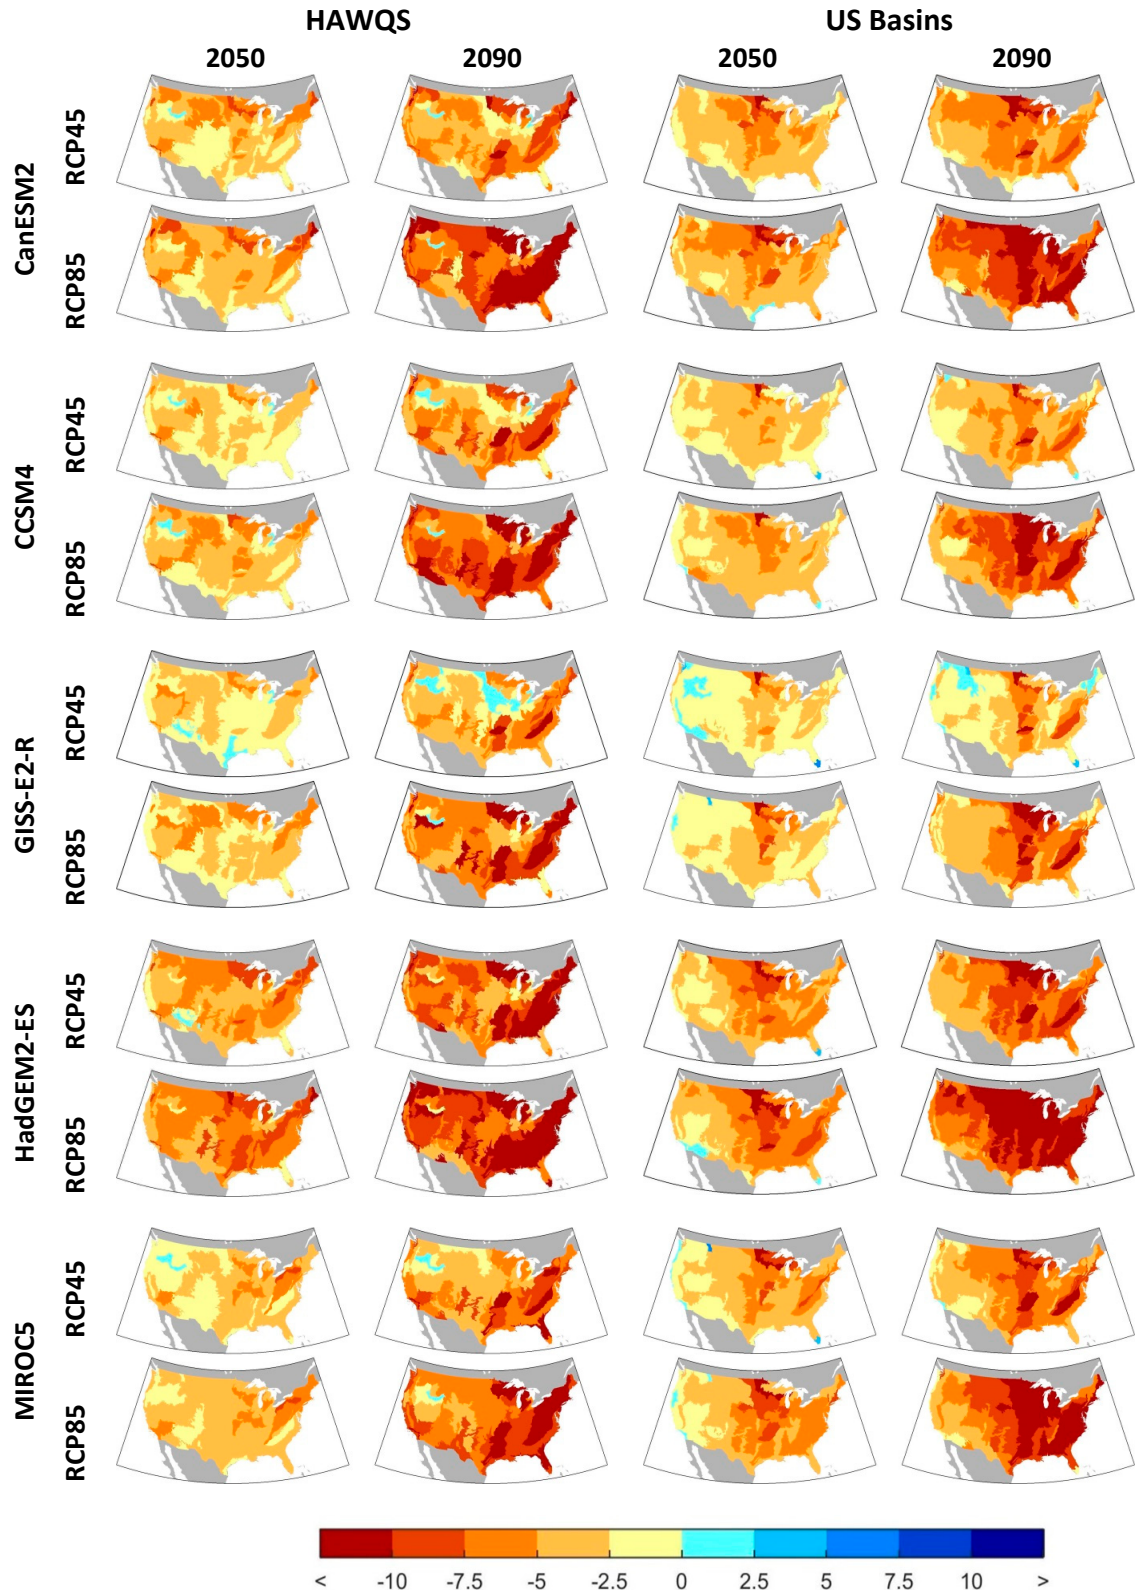 HAWQS US Basins
2050 2090 2050 2090
CanESM2
RCP45
RCP85
CCSM4
RCP45
RCP85
GISS-E2-R
RCP45
RCP85
HadGEM2-ES
RCP45
RCP85
MIROC5
RCP45
RCP85
< -10 -7.5 -5 -2.5 0 2.5 5 7.5 10 >